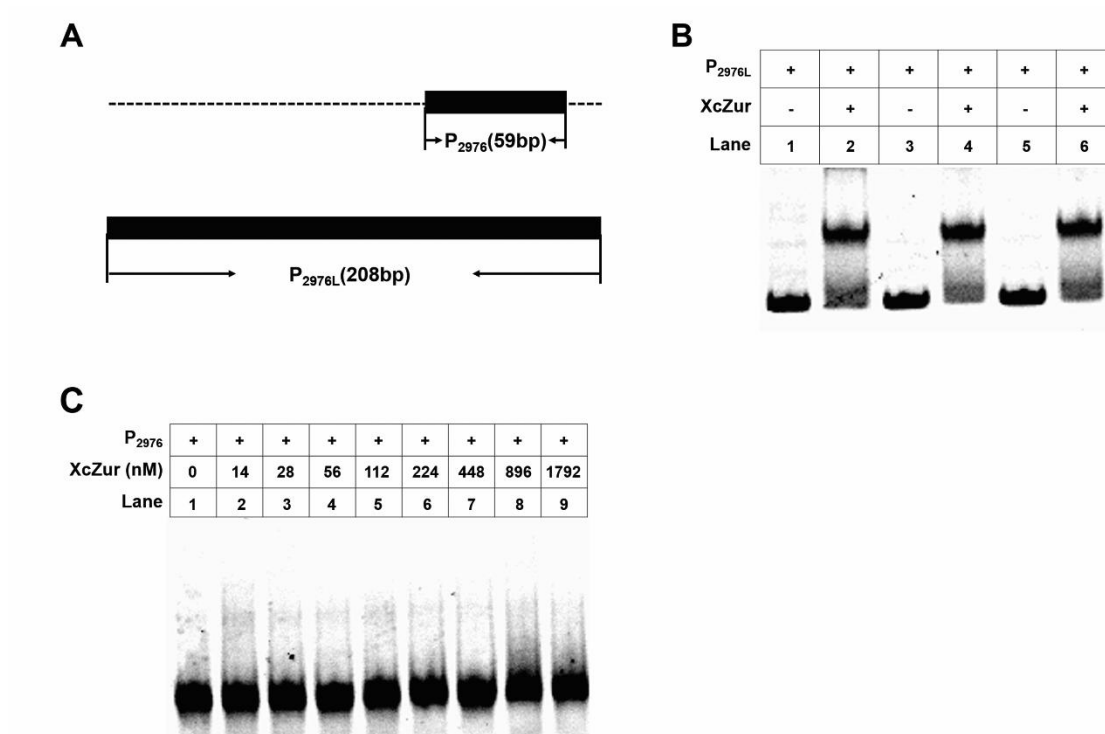 A
P2976(59bp)
P2976L(208bp)
B
P2976L + + + + + +
XcZur - + - + - +
Lane 1 2 3 4 5 6
C
P2976 + + + + + + + + +
XcZur (nM) 0 14 28 56 112 224 448 896 1792
Lane 1 2 3 4 5 6 7 8 9